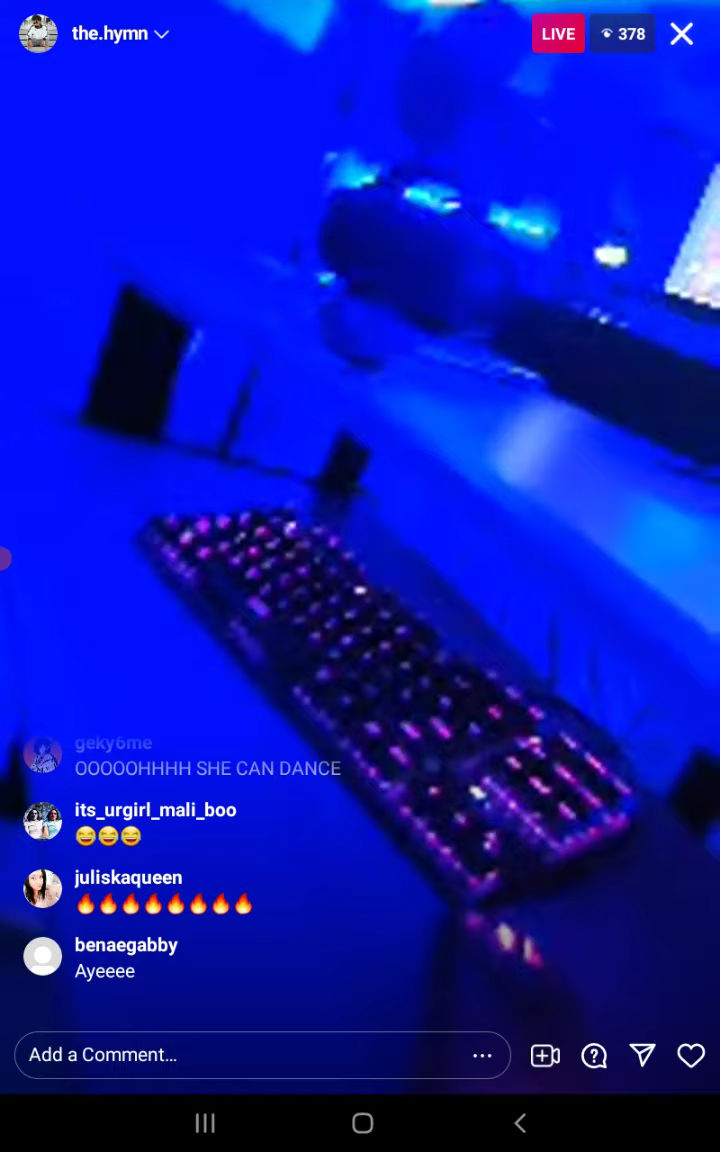 the.hymn
LIVE 378
geky6me
OOOOOHHHH SHE CAN DANCE
its_urgirl_mali_boo
😂😂😂
juliskaqueen
🔥🔥🔥🔥🔥🔥🔥🔥
benaegabby
Ayeeee
Add a Comment...